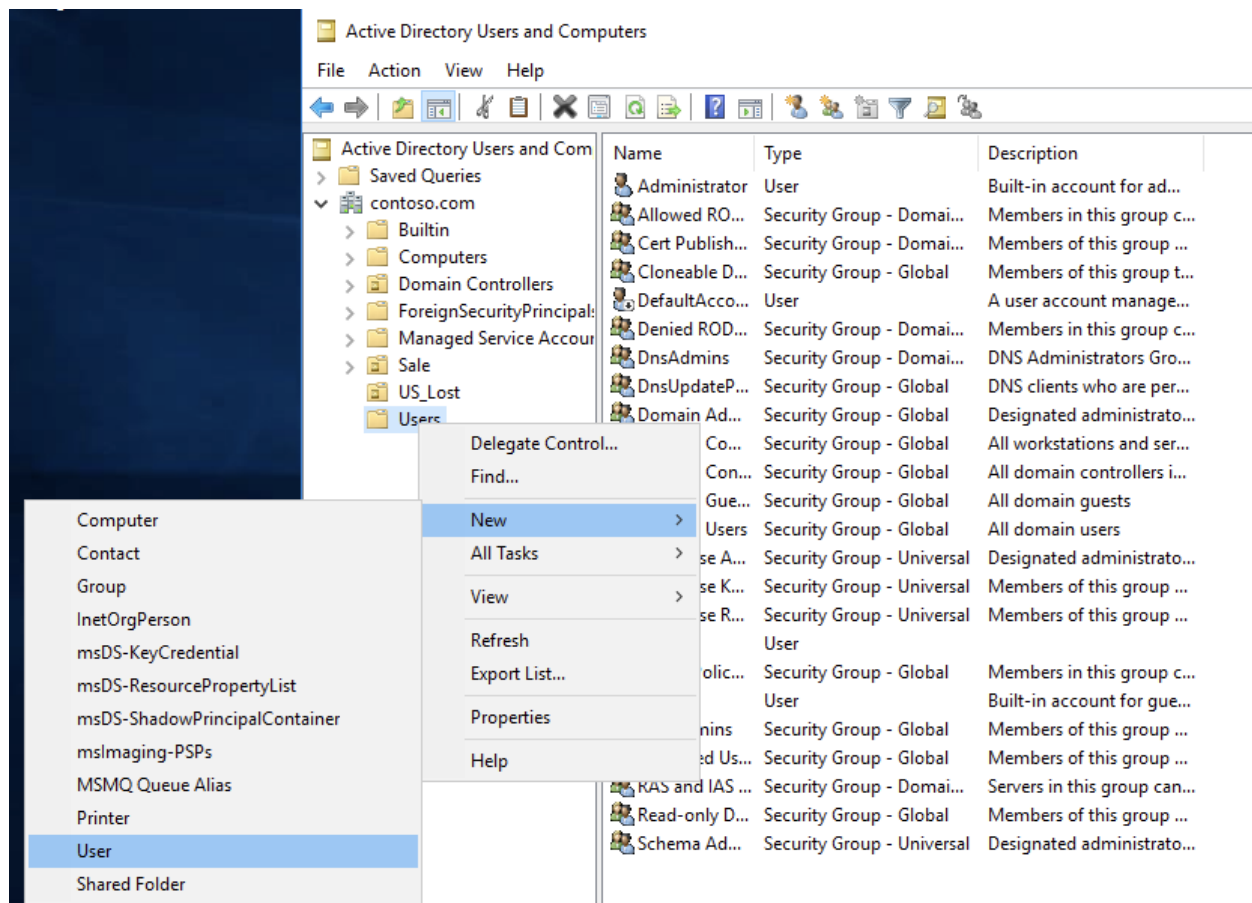 Active Directory Users and Computers
File Action View Help
Active Directory Users and Com
Saved Queries
contoso.com
Builtin
Computers
Domain Controllers
ForeignSecurityPrincipal
Managed Service Accour
Sale
US_Lost
Users
Name Type Description
Administrator User Built-in account for ad...
Allowed RO... Security Group - Domai... Members in this group c...
Cert Publish... Security Group - Domai... Members of this group ...
Cloneable D... Security Group - Global Members of this group t...
DefaultAcco... User A user account manage...
Denied ROD... Security Group - Domai... Members in this group c...
DnsAdmins Security Group - Domai... DNS Administrators Gro...
DnsUpdateP... Security Group - Global DNS clients who are per...
Domain Ad... Security Group - Global Designated administrato...
Co... Security Group - Global All workstations and ser...
Con... Security Group - Global All domain controllers i...
Gue... Security Group - Global All domain guests
Users Security Group - Global All domain users
se A... Security Group - Universal Designated administrato...
se K... Security Group - Universal Members of this group ...
se R... Security Group - Universal Members of this group ...
User
olic... Security Group - Global Members in this group c...
User Built-in account for gue...
mins Security Group - Global Members of this group ...
ed Us... Security Group - Global Members of this group ...
RAS and IAS ... Security Group - Domai... Servers in this group can...
Read-only D... Security Group - Global Members of this group ...
Schema Ad... Security Group - Universal Designated administrato...
Delegate Control...
Find...
New
All Tasks
View
Refresh
Export List...
Properties
Help
Computer
Contact
Group
InetOrgPerson
msDS-KeyCredential
msDS-ResourcePropertyList
msDS-ShadowPrincipalContainer
msImaging-PSPs
MSMQ Queue Alias
Printer
User
Shared Folder